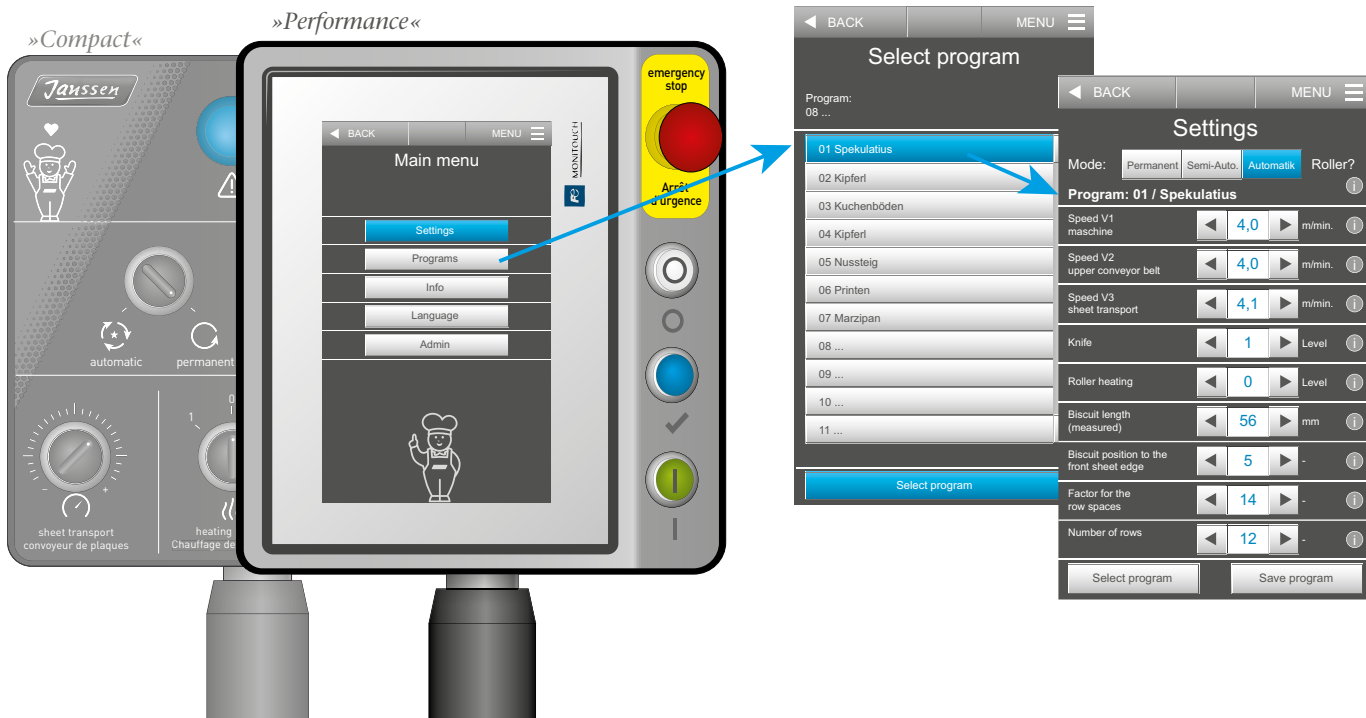 »Compact«
Janssen
automatic
permanent
0
1
- +
sheet transport
convoyeur de plaques
heating
Chauffage de
»Performance«
BACK
MENU
Main menu
Settings
Programs
Info
Language
Admin
MONITOUCH
emergency
stop
Arrêt
d'urgence
BACK
MENU
Select program
Program:
08 ...
01 Spekulatius
02 Kipferl
03 Kuchenböden
04 Kipferl
05 Nussteig
06 Printen
07 Marzipan
08 ...
09 ...
10 ...
11 ...
Select program
BACK
MENU
Settings
Mode: Permanent Semi-Auto. Automatik Roller?
Program: 01 / Spekulatius
Speed V1
maschine
4,0 m/min.
Speed V2
upper conveyor belt
4,0 m/min.
Speed V3
sheet transport
4,1 m/min.
Knife 1 Level
Roller heating 0 Level
Biscuit length
(measured)
56 mm
Biscuit position to the
front sheet edge
5 -
Factor for the
row spaces
14 -
Number of rows 12 -
Select program
Save program